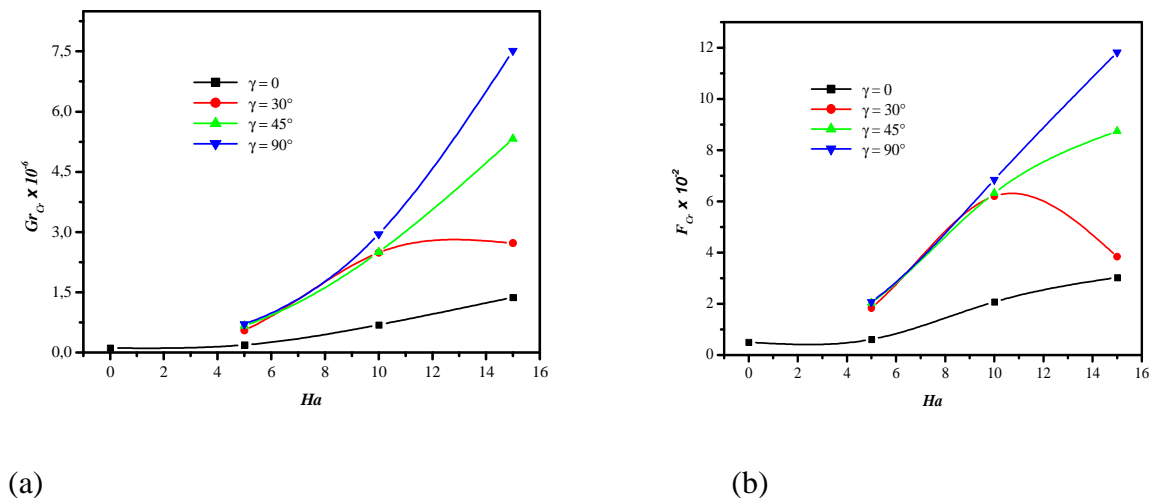 7,5
6,0
4,5
3,0
1,5
0,0
Gr_Cr x 10^-6
γ = 0
γ = 30°
γ = 45°
γ = 90°
0 2 4 6 8 10 12 14 16
Ha
(a)
12
10
8
6
4
2
0
F_Cr x 10^-2
γ = 0
γ = 30°
γ = 45°
γ = 90°
0 2 4 6 8 10 12 14 16
Ha
(b)